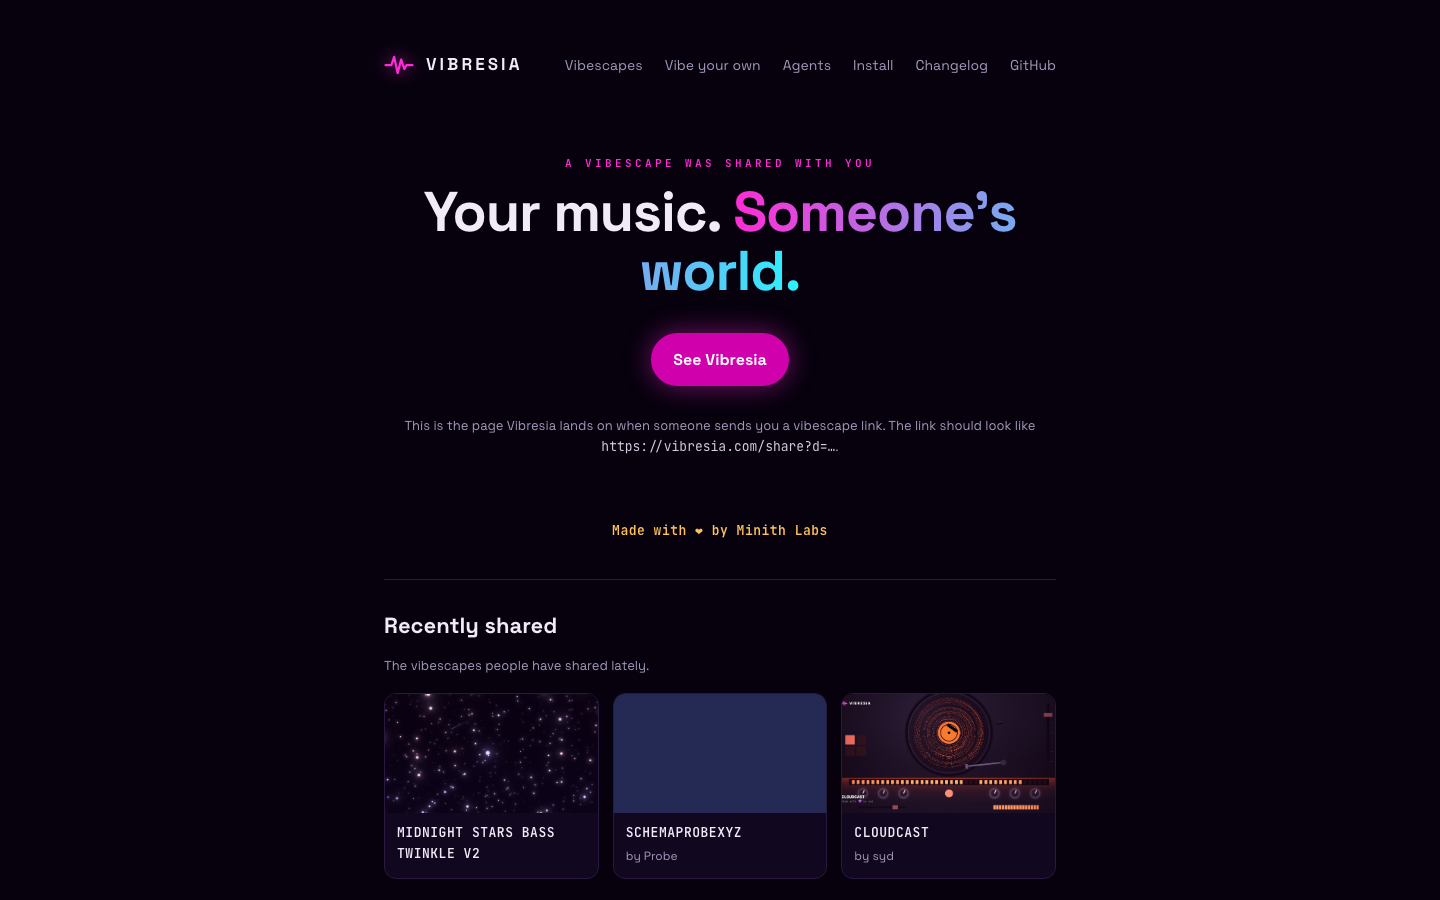 VIBRESIA
Vibescapes
Vibe your own
Agents
Install
Changelog
GitHub
A VIBESCAPE WAS SHARED WITH YOU
Your music. Someone's
world.
See Vibresia
This is the page Vibresia lands on when someone sends you a vibescape link. The link should look like
https://vibresia.com/share?d=….
Made with ❤ by Minith Labs
Recently shared
The vibescapes people have shared lately.
VIBRESIA
CLOUDCAST
MIDNIGHT STARS BASS
TWINKLE V2
SCHEMAPROBEXYZ
by Probe
CLOUDCAST
by syd